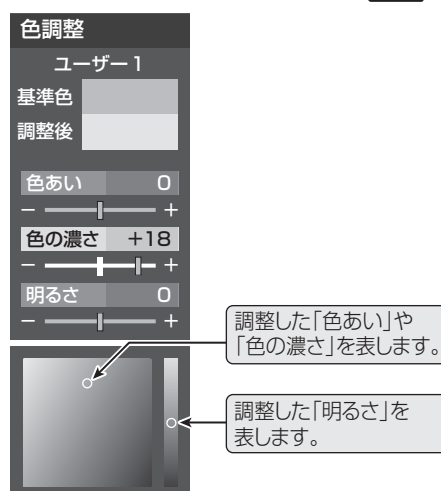 色調整
ユーザー1
基準色
調整後
色あい 0
− +
色の濃さ +18
− +
明るさ 0
− +
調整した「色あい」や
「色の濃さ」を表します。
調整した「明るさ」を
表します。